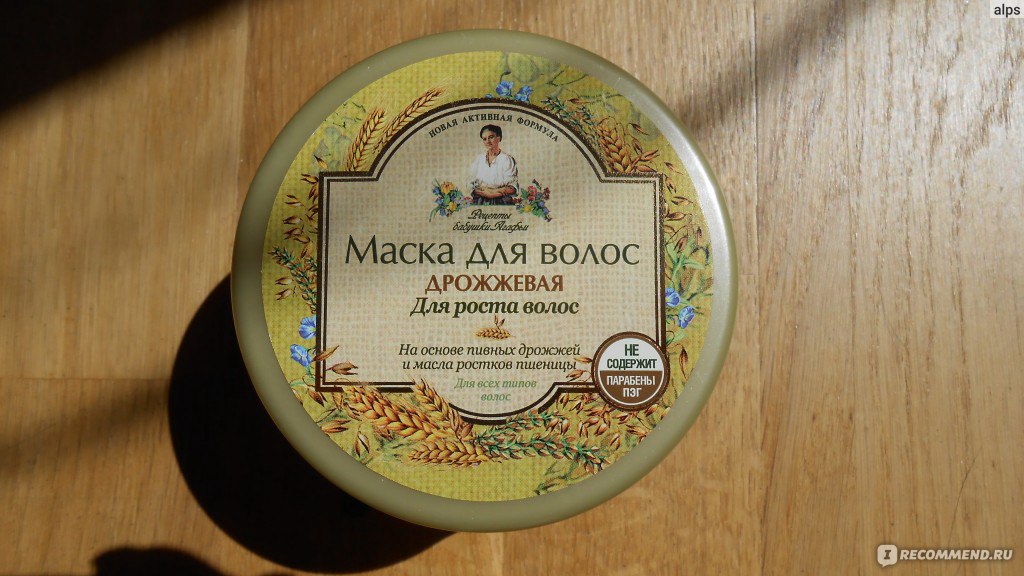 alps
НОВАЯ АКТИВНАЯ ФОРМУЛА
Рецепты
бабушки Агафьи
Маска для волос
ДРОЖЖЕВАЯ
Для роста волос
На основе пивных дрожжей
и масла ростков пшеницы
Для всех типов
волос
НЕ
СОДЕРЖИТ
ПАРАБЕНЫ
ПЭГ
IRECOMMEND.RU